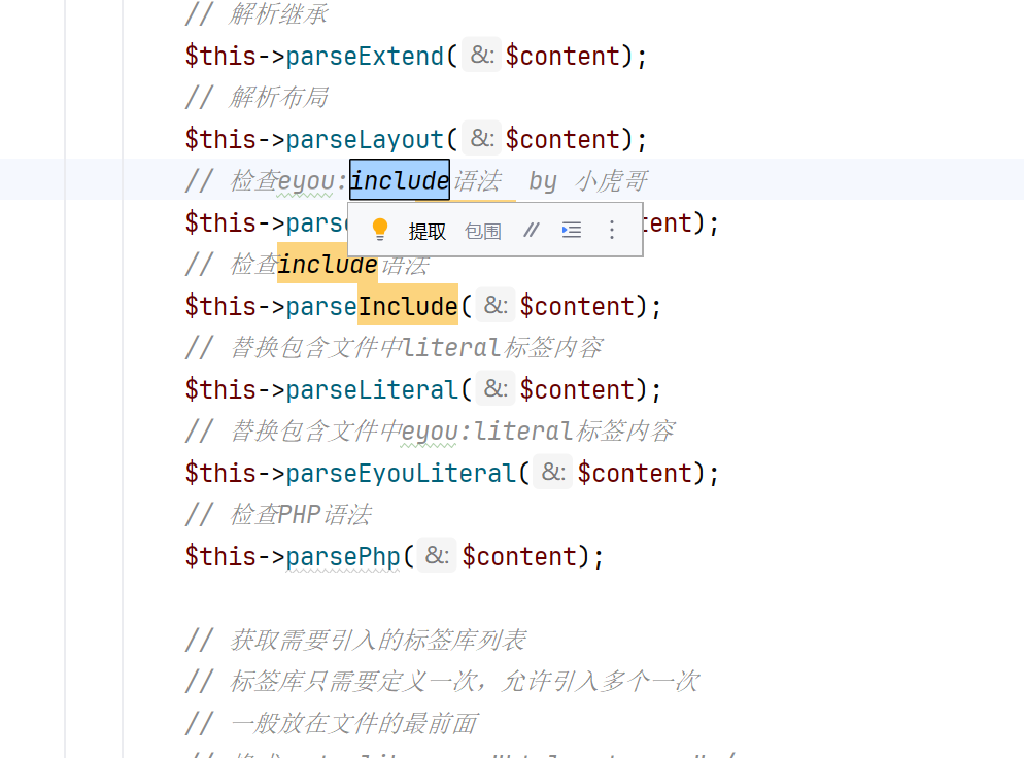 // 解析继承
$this->parseExtend( &: $content);
// 解析布局
$this->parseLayout( &: $content);
// 检查eyou:include语法  by 小虎哥
$this->parse tent);
提取 包围 // ⋮
// 检查include语法
$this->parseInclude( &: $content);
// 替换包含文件中literal标签内容
$this->parseLiteral( &: $content);
// 替换包含文件中eyou:literal标签内容
$this->parseEyouLiteral( &: $content);
// 检查PHP语法
$this->parsePhp( &: $content);
// 获取需要引入的标签库列表
// 标签库只需要定义一次，允许引入多个一次
// 一般放在文件的最前面